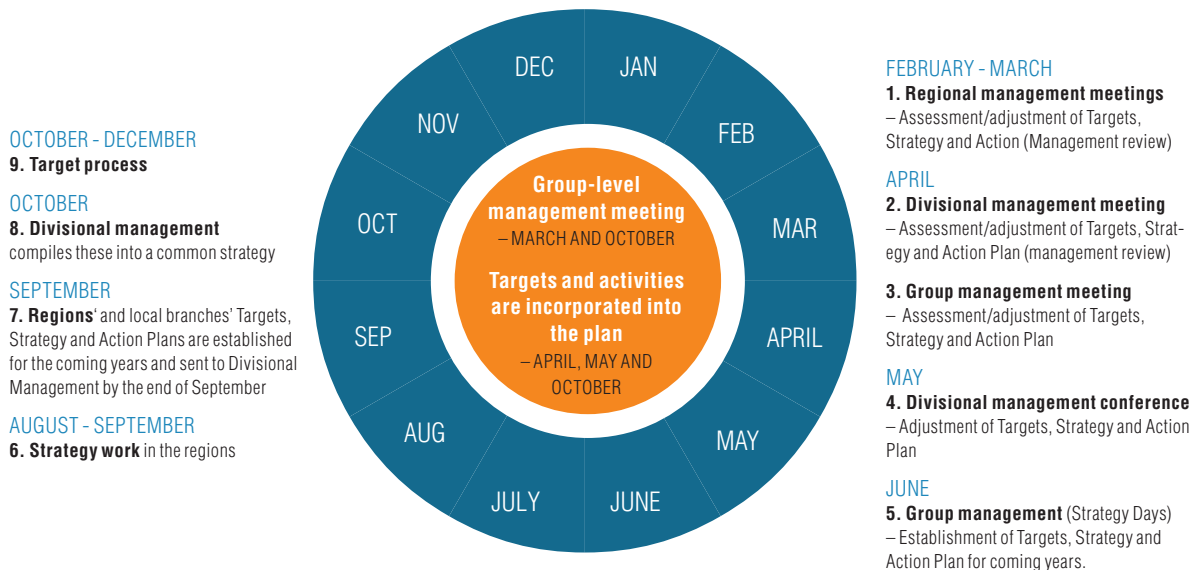 OCTOBER - DECEMBER
9. Target process
OCTOBER
8. Divisional management
compiles these into a common strategy
SEPTEMBER
7. Regions‘ and local branches’ Targets,
Strategy and Action Plans are established
for the coming years and sent to Divisional
Management by the end of September
AUGUST - SEPTEMBER
6. Strategy work in the regions
DEC
JAN
NOV
FEB
OCT
MAR
SEP
APRIL
AUG
MAY
JULY
JUNE
Group-level
management meeting
– MARCH AND OCTOBER
Targets and activities
are incorporated into
the plan
– APRIL, MAY AND
OCTOBER
FEBRUARY - MARCH
1. Regional management meetings
– Assessment/adjustment of Targets,
Strategy and Action (Management review)
APRIL
2. Divisional management meeting
– Assessment/adjustment of Targets, Strat-
egy and Action Plan (management review)
3. Group management meeting
– Assessment/adjustment of Targets,
Strategy and Action Plan
MAY
4. Divisional management conference
– Adjustment of Targets, Strategy and Action
Plan
JUNE
5. Group management (Strategy Days)
– Establishment of Targets, Strategy and
Action Plan for coming years.